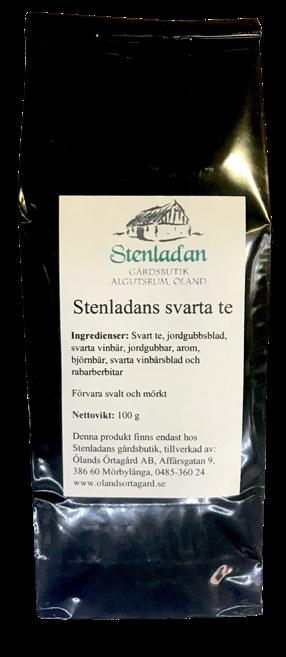 Stenladan
GÅRDSBUTIK
ALGUTSRUM, ÖLAND
Stenladans svarta te
Ingredienser: Svart te, jordgubbsblad,
svarta vinbär, jordgubbar, arom,
björnbär, svarta vinbärsblad och
rabarberbitar
Förvara svalt och mörkt
Nettovikt: 100 g
Denna produkt finns endast hos
Stenladans gårdsbutik, tillverkad av:
Ölands Örtagård AB, Affärsgatan 9,
386 60 Mörbylånga, 0485-360 24
www.olandsortagard.se